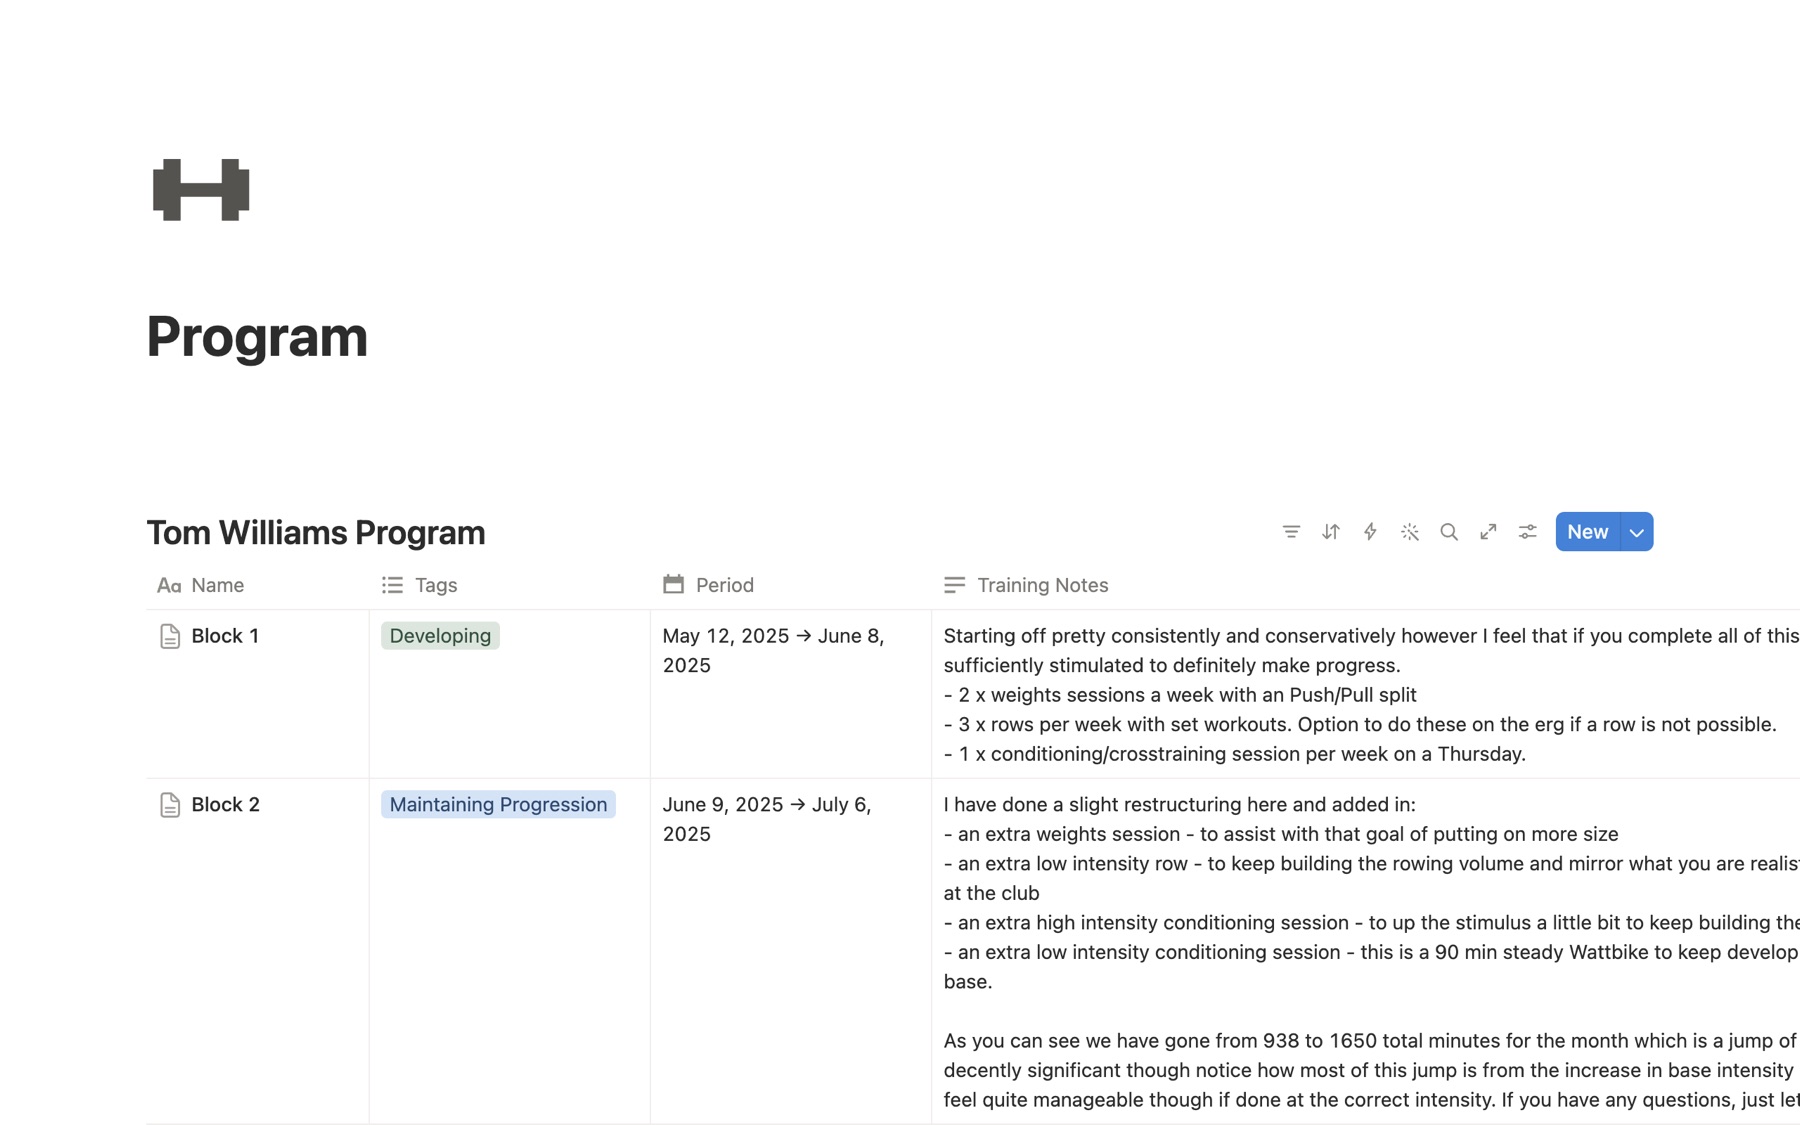 Program
Tom Williams Program
New
Aa Name
Tags
Period
Training Notes
Block 1
Developing
May 12, 2025 → June 8,
2025
Starting off pretty consistently and conservatively however I feel that if you complete all of this
sufficiently stimulated to definitely make progress.
- 2 x weights sessions a week with an Push/Pull split
- 3 x rows per week with set workouts. Option to do these on the erg if a row is not possible.
- 1 x conditioning/crosstraining session per week on a Thursday.
Block 2
Maintaining Progression
June 9, 2025 → July 6,
2025
I have done a slight restructuring here and added in:
- an extra weights session - to assist with that goal of putting on more size
- an extra low intensity row - to keep building the rowing volume and mirror what you are realis
at the club
- an extra high intensity conditioning session - to up the stimulus a little bit to keep building the
- an extra low intensity conditioning session - this is a 90 min steady Wattbike to keep develop
base.
As you can see we have gone from 938 to 1650 total minutes for the month which is a jump of
decently significant though notice how most of this jump is from the increase in base intensity
feel quite manageable though if done at the correct intensity. If you have any questions, just let